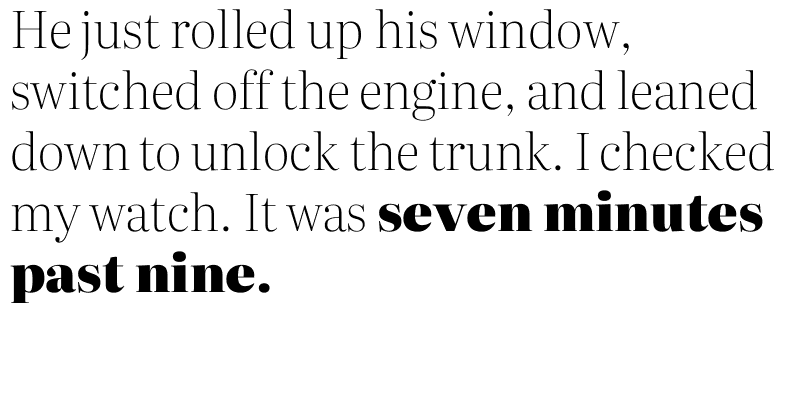 He just rolled up his window,
switched off the engine, and leaned
down to unlock the trunk. I checked
my watch. It was seven minutes
past nine.